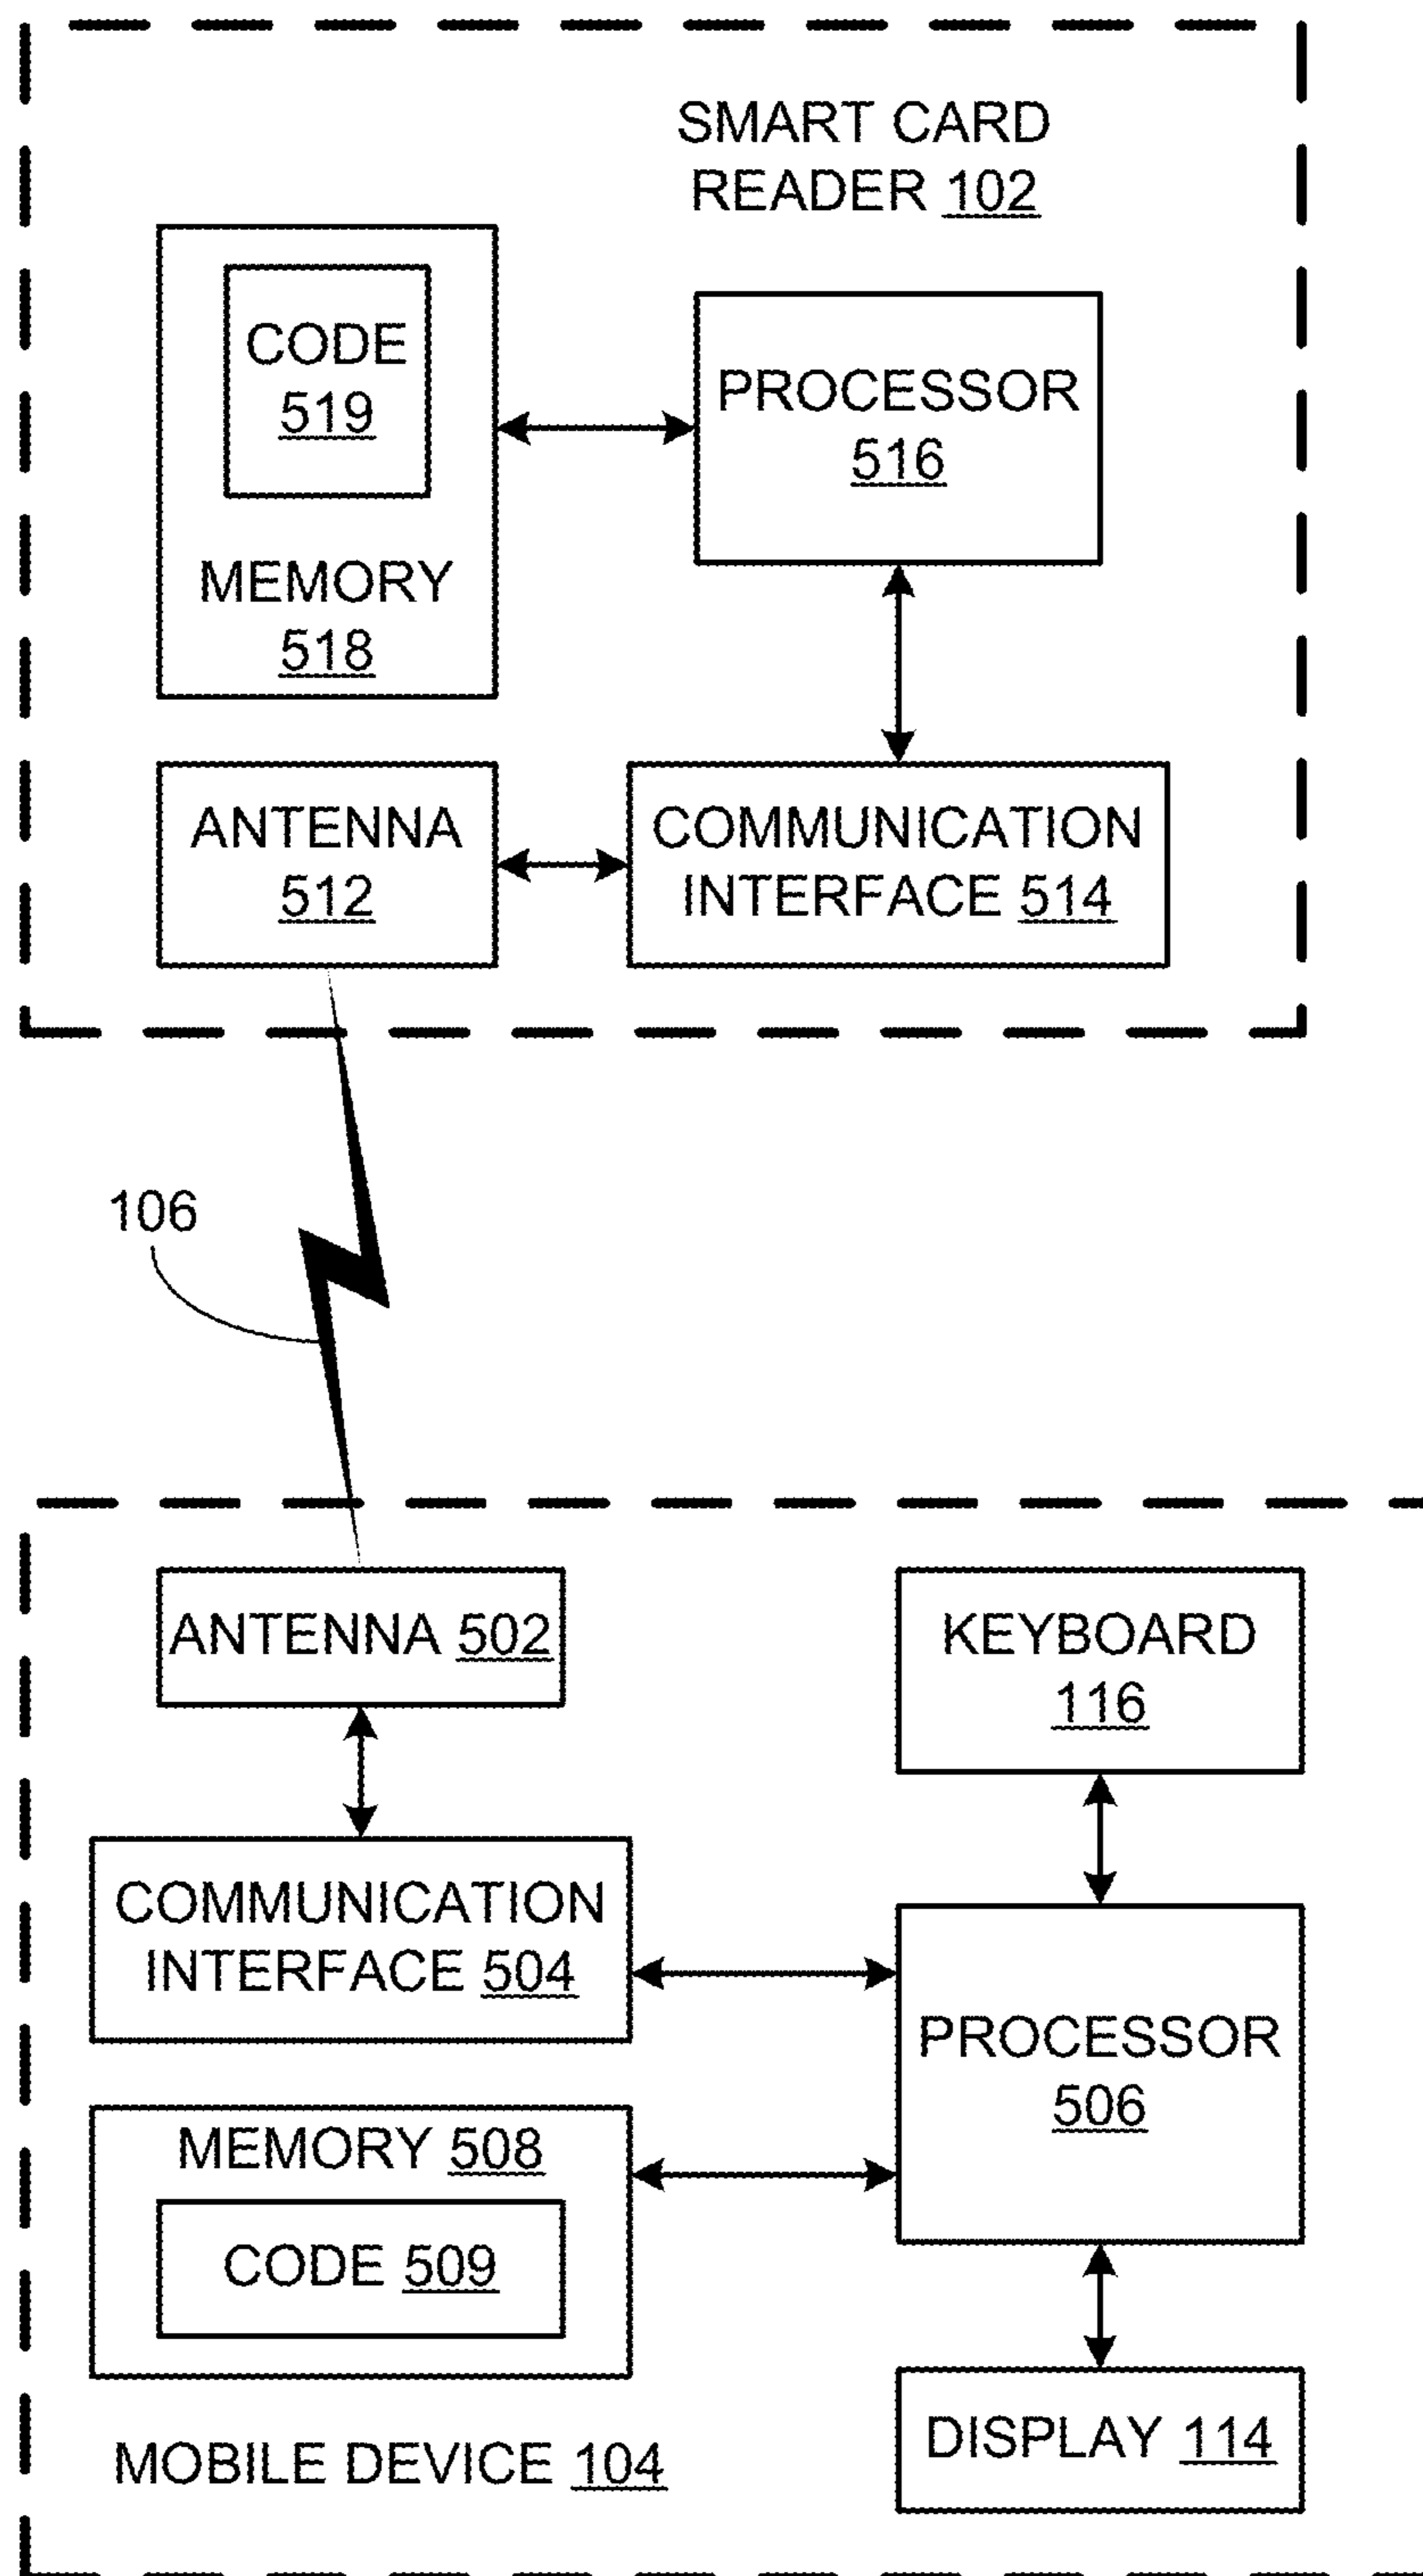 SMART CARD
READER 102
CODE
519
MEMORY
518
PROCESSOR
516
ANTENNA
512
COMMUNICATION
INTERFACE 514
106
ANTENNA 502
KEYBOARD
116
COMMUNICATION
INTERFACE 504
PROCESSOR
506
MEMORY 508
CODE 509
DISPLAY 114
MOBILE DEVICE 104